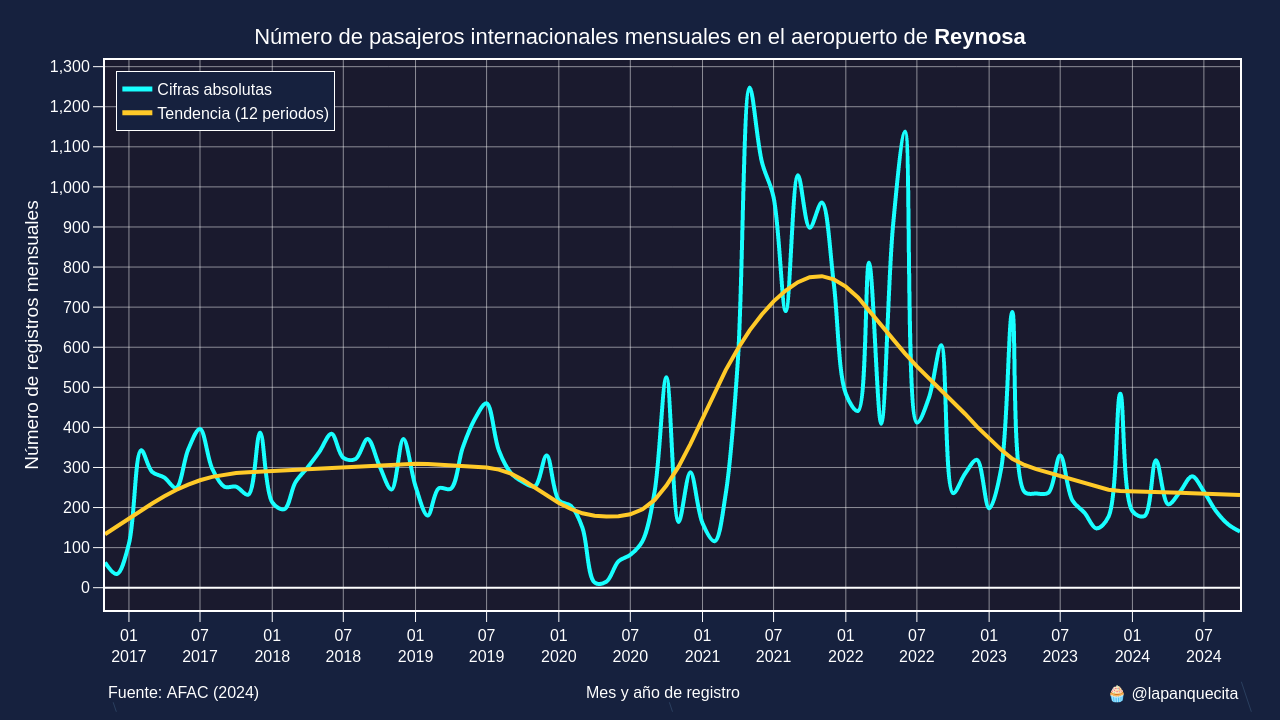 Número de pasajeros internacionales mensuales en el aeropuerto de Reynosa
Cifras absolutas
Tendencia (12 periodos)
Número de registros mensuales
1,300
1,200
1,100
1,000
900
800
700
600
500
400
300
200
100
0
01 07 01 07 01 07 01 07 01 07 01 07 01 07 01 07
2017 2017 2018 2018 2019 2019 2020 2020 2021 2021 2022 2022 2023 2023 2024 2024
Fuente: AFAC (2024) Mes y año de registro 🧁 @lapanquecita